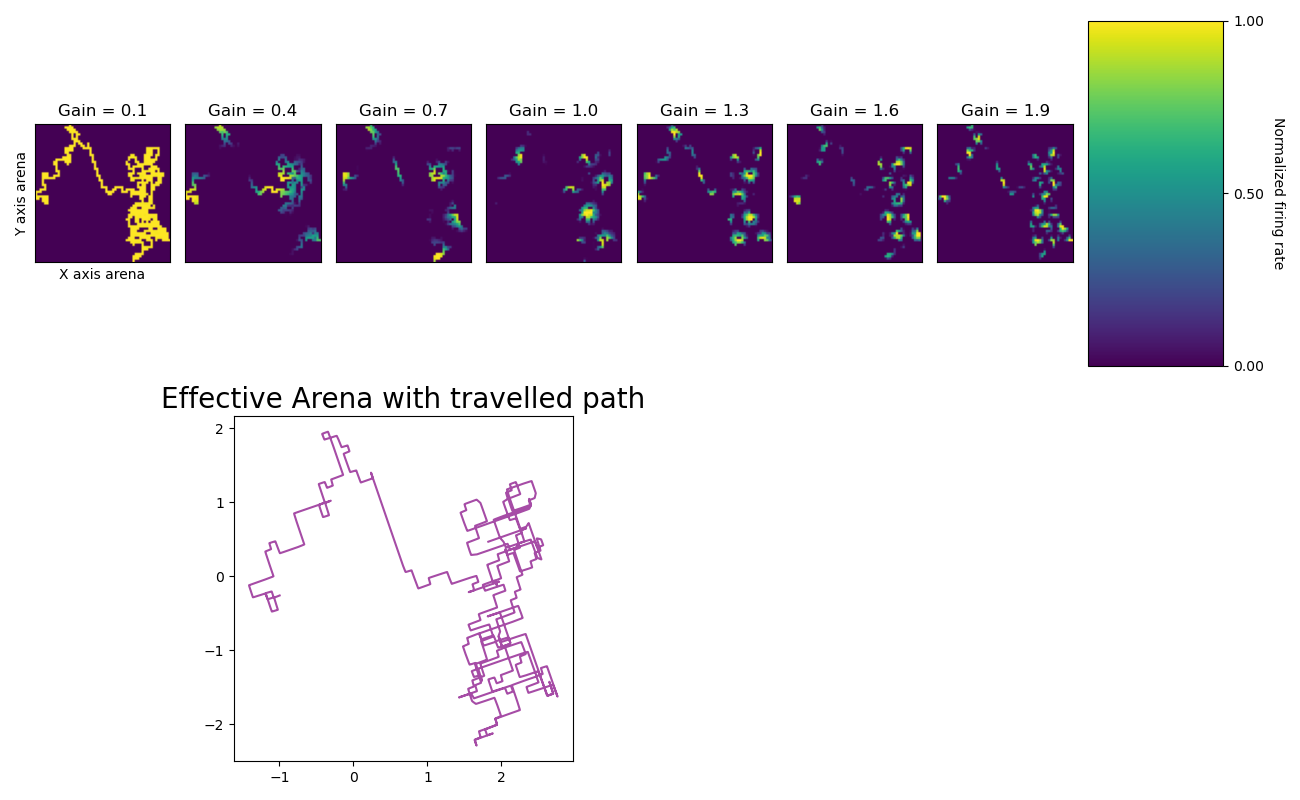 Gain = 0.1
Gain = 0.4
Gain = 0.7
Gain = 1.0
Gain = 1.3
Gain = 1.6
Gain = 1.9
Y axis arena
X axis arena
1.00
0.50
0.00
Normalized firing rate
Effective Arena with travelled path
2
1
0
−1
−2
−1
0
1
2